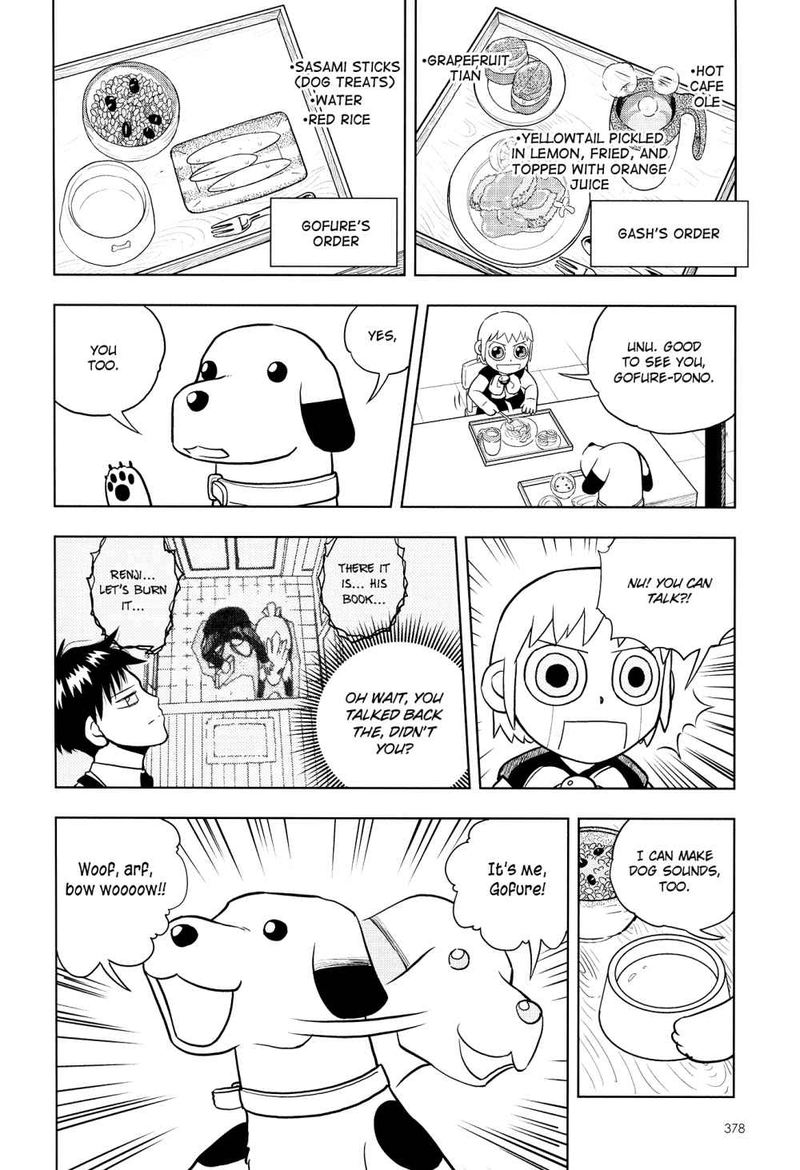 •GRAPEFRUIT
TIAN
•HOT
CAFE
OLE
•YELLOWTAIL PICKLED
IN LEMON, FRIED, AND
TOPPED WITH ORANGE
JUICE
GASH'S ORDER
•SASAMI STICKS
(DOG TREATS)
•WATER
•RED RICE
GOFURE'S
ORDER
UNU. GOOD
TO SEE YOU,
GOFURE-DONO.
YES,
YOU
TOO.
NU! YOU CAN
TALK?!
THERE IT
IS... HIS
BOOK...
RENJI...
LET'S BURN
IT...
OH WAIT, YOU
TALKED BACK
THE, DIDN'T
YOU?
I CAN MAKE
DOG SOUNDS,
TOO.
It's me,
Gofure!
Woof, arf,
bow woooow!!
378